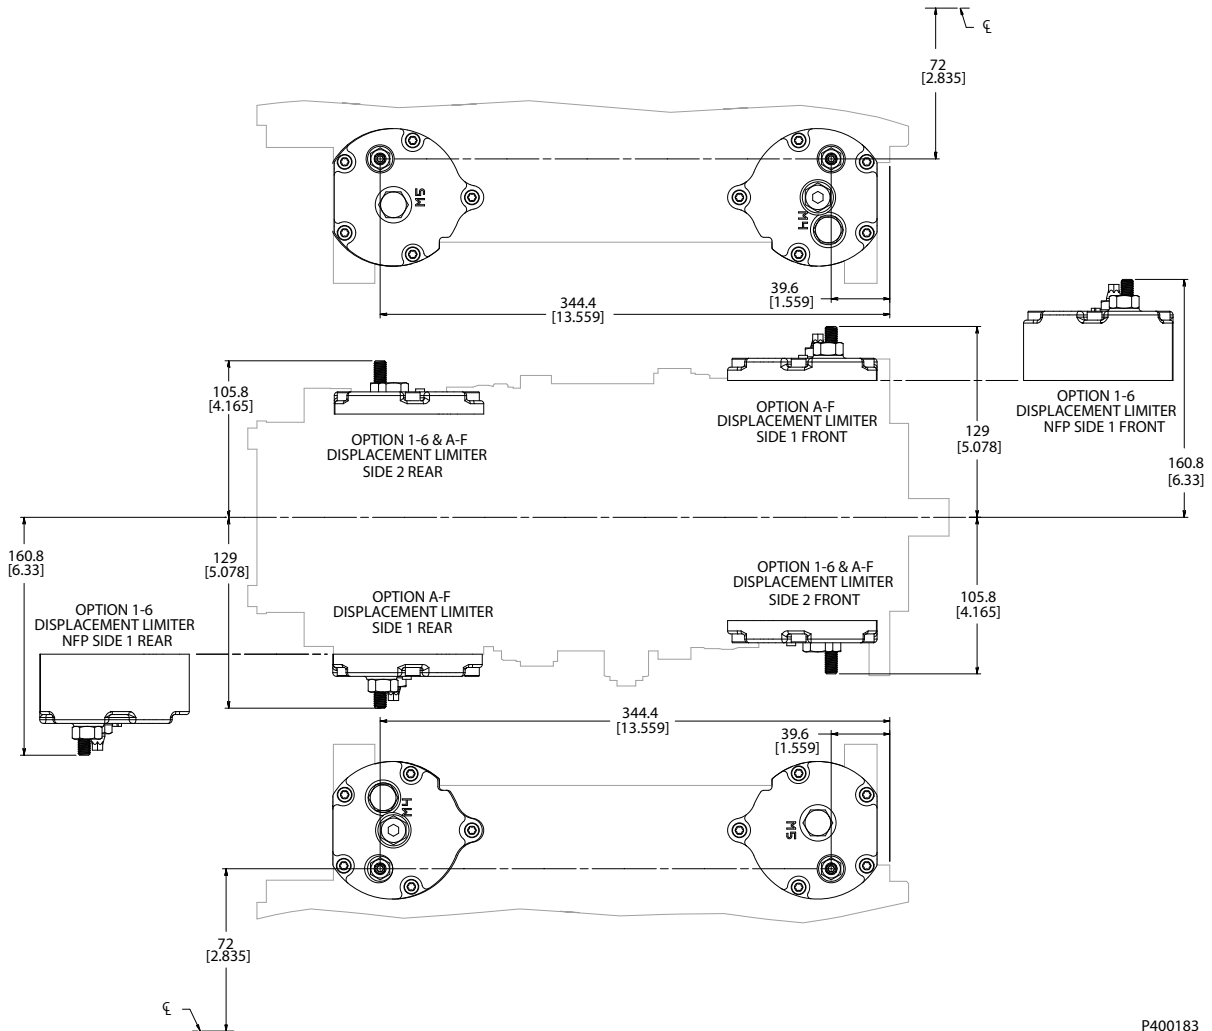 ℄
72
[2.835]
M5
M4
39.6
[1.559]
344.4
[13.559]
105.8
[4.165]
OPTION 1-6 & A-F
DISPLACEMENT LIMITER
SIDE 2 REAR
OPTION A-F
DISPLACEMENT LIMITER
SIDE 1 FRONT
OPTION 1-6
DISPLACEMENT LIMITER
NFP SIDE 1 FRONT
129
[5.078]
160.8
[6.33]
160.8
[6.33]
129
[5.078]
OPTION 1-6
DISPLACEMENT LIMITER
NFP SIDE 1 REAR
OPTION A-F
DISPLACEMENT LIMITER
SIDE 1 REAR
OPTION 1-6 & A-F
DISPLACEMENT LIMITER
SIDE 2 FRONT
105.8
[4.165]
344.4
[13.559]
39.6
[1.559]
M4
M5
72
[2.835]
℄
P400183